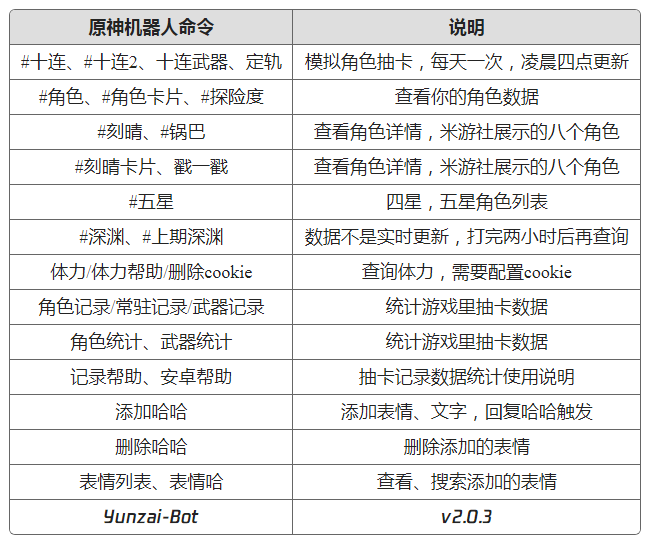 原神机器人命令 说明
#十连、#十连2、十连武器、定轨 模拟角色抽卡，每天一次，凌晨四点更新
#角色、#角色卡片、#探险度 查看你的角色数据
#刻晴、#锅巴 查看角色详情，米游社展示的八个角色
#刻晴卡片、戳一戳 查看角色详情，米游社展示的八个角色
#五星 四星，五星角色列表
#深渊、#上期深渊 数据不是实时更新，打完两小时后再查询
体力/体力帮助/删除cookie 查询体力，需要配置cookie
角色记录/常驻记录/武器记录 统计游戏里抽卡数据
角色统计、武器统计 统计游戏里抽卡数据
记录帮助、安卓帮助 抽卡记录数据统计使用说明
添加哈哈 添加表情、文字，回复哈哈触发
删除哈哈 删除添加的表情
表情列表、表情哈 查看、搜索添加的表情
Yunzai-Bot v2.0.3